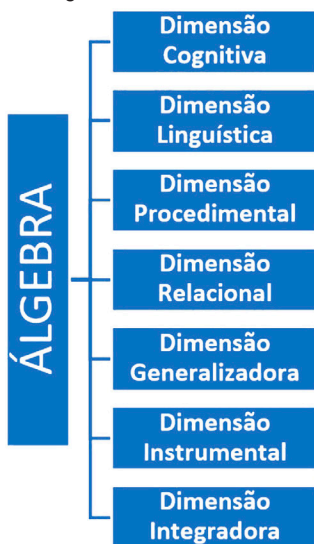 ÁLGEBRA
Dimensão
Cognitiva
Dimensão
Linguística
Dimensão
Procedimental
Dimensão
Relacional
Dimensão
Generalizadora
Dimensão
Instrumental
Dimensão
Integradora